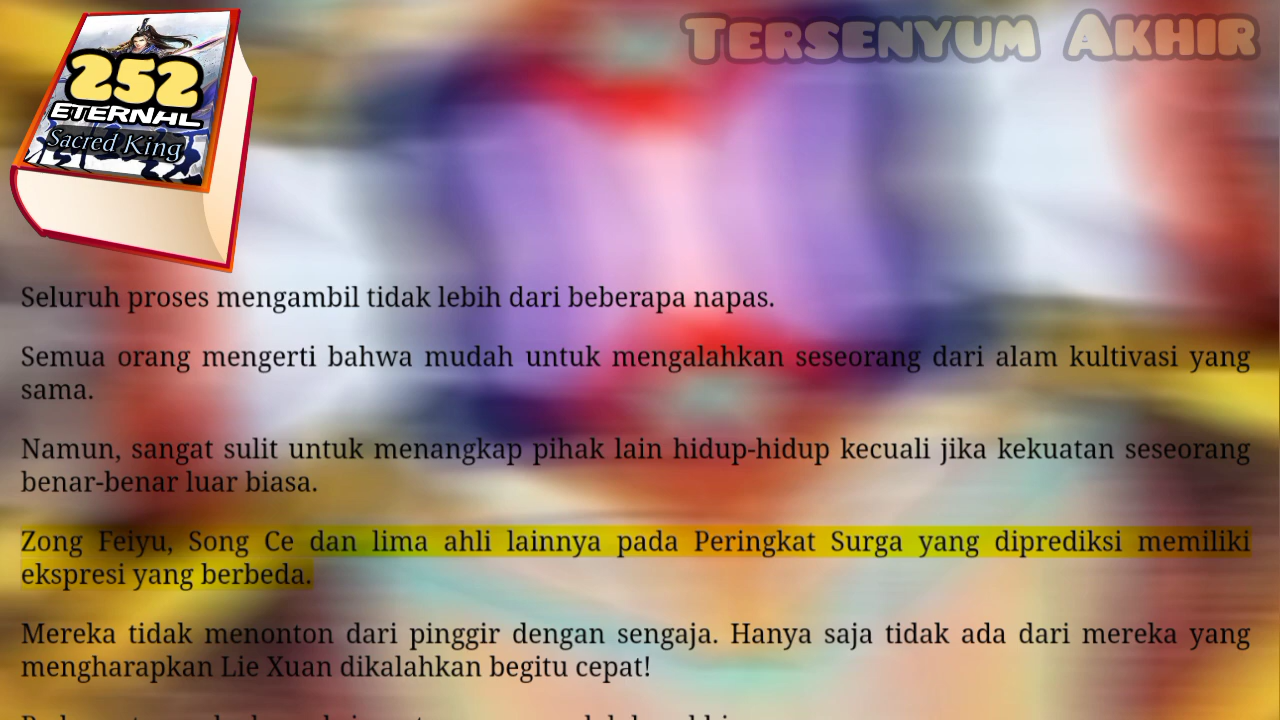 TERSENYUM AKHIR
252
ETERNAL
Sacred King
Seluruh proses mengambil tidak lebih dari beberapa napas.
Semua orang mengerti bahwa mudah untuk mengalahkan seseorang dari alam kultivasi yang
sama.
Namun, sangat sulit untuk menangkap pihak lain hidup-hidup kecuali jika kekuatan seseorang
benar-benar luar biasa.
Zong Feiyu, Song Ce dan lima ahli lainnya pada Peringkat Surga yang diprediksi memiliki
ekspresi yang berbeda.
Mereka tidak menonton dari pinggir dengan sengaja. Hanya saja tidak ada dari mereka yang
mengharapkan Lie Xuan dikalahkan begitu cepat!